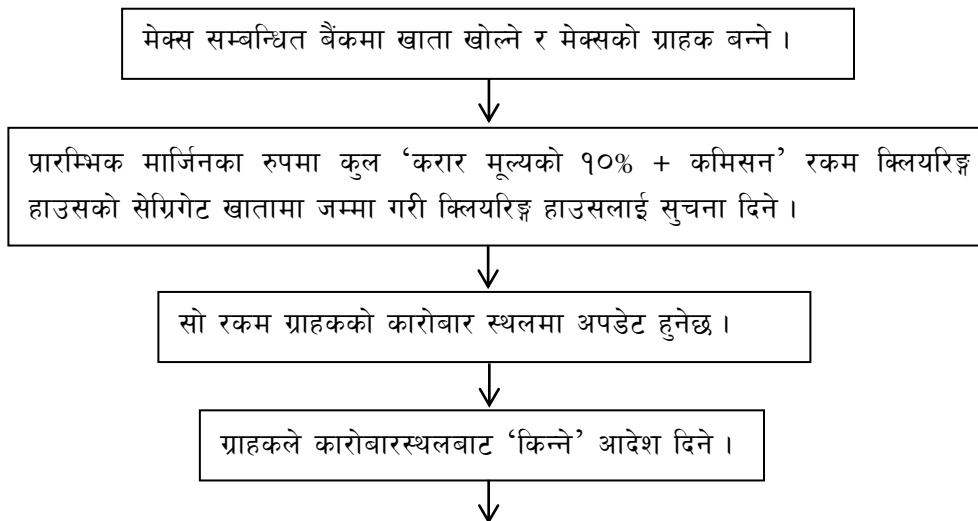 मेक्स सम्बन्धित बैंकमा खाता खोल्ने र मेक्सको ग्राहक बन्ने ।
प्रारम्भिक मार्जिनका रुपमा कुल ‘करार मूल्यको १०% + कमिसन’ रकम क्लियरिङ्ग
हाउसको सेग्रिगेट खातामा जम्मा गरी क्लियरिङ्ग हाउसलाई सुचना दिने ।
सो रकम ग्राहकको कारोबार स्थलमा अपडेट हुनेछ ।
ग्राहकले कारोबारस्थलबाट ‘किन्ने’ आदेश दिने ।